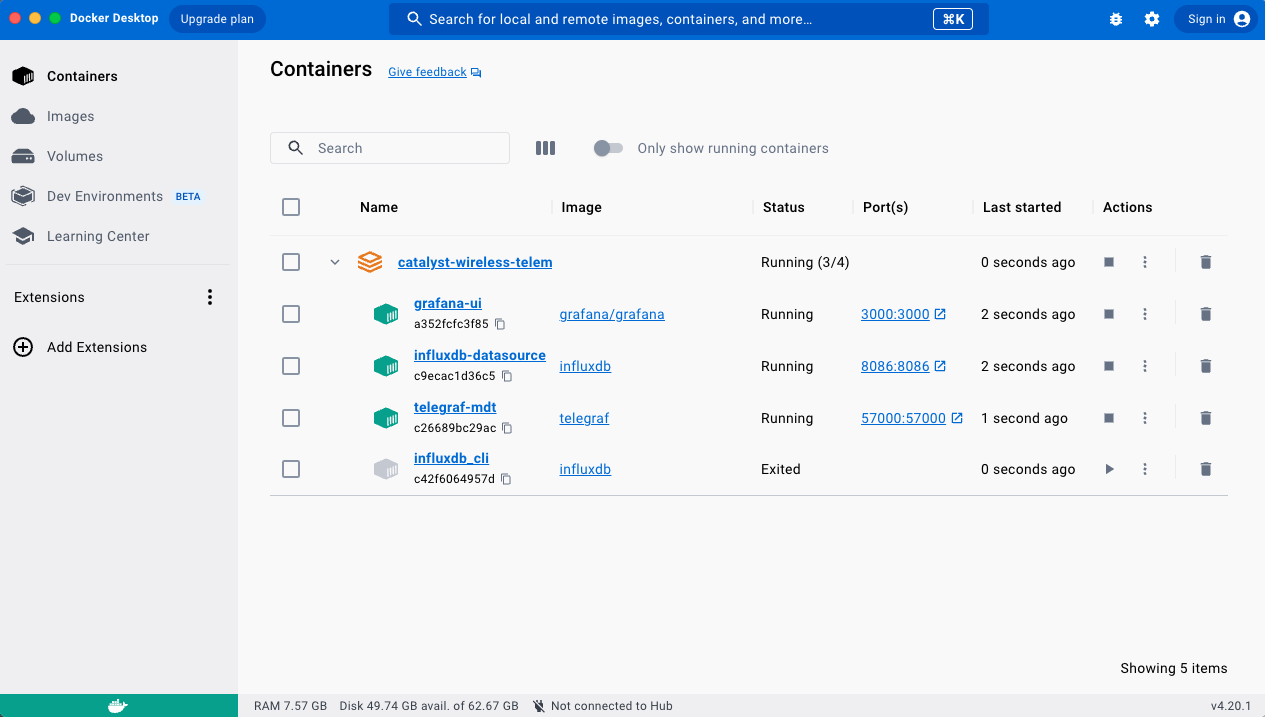 Docker Desktop Upgrade plan Search for local and remote images, containers, and more... ⌘K Sign in
Containers
Images
Volumes
Dev Environments BETA
Learning Center
Extensions
Add Extensions
Containers Give feedback
Search Only show running containers
Name Image Status Port(s) Last started Actions
catalyst-wireless-telem Running (3/4) 0 seconds ago
grafana-ui
a352fcfc3f85 grafana/grafana Running 3000:3000 2 seconds ago
influxdb-datasource
c9ecac1d36c5 influxdb Running 8086:8086 2 seconds ago
telegraf-mdt
c26689bc29ac telegraf Running 57000:57000 1 second ago
influxdb_cli
c42f6064957d influxdb Exited 0 seconds ago
Showing 5 items
RAM 7.57 GB Disk 49.74 GB avail. of 62.67 GB Not connected to Hub v4.20.1